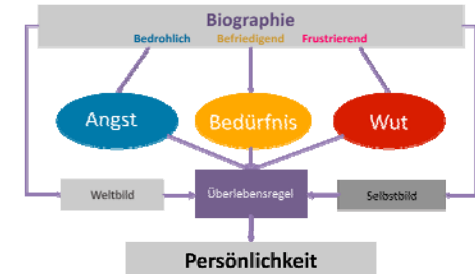 Biographie
Bedrohlich Befriedigend Frustrierend
Angst Bedürfnis Wut
Weltbild Überlebensregel Selbstbild
Persönlichkeit